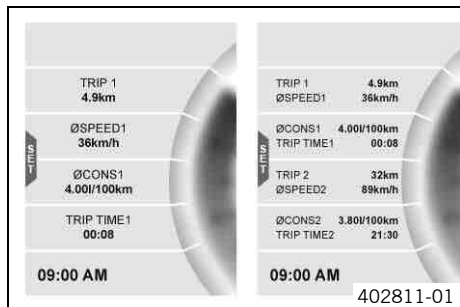 TRIP 1
4.9km
ØSPEED1
36km/h
SET
ØCONS1
4.00l/100km
TRIP TIME1
00:08
09:00 AM
TRIP 1 4.9km
ØSPEED1 36km/h
ØCONS1 4.00l/100km
TRIP TIME1 00:08
SET
TRIP 2 32km
ØSPEED2 89km/h
ØCONS2 3.80l/100km
TRIP TIME2 21:30
09:00 AM
402811-01